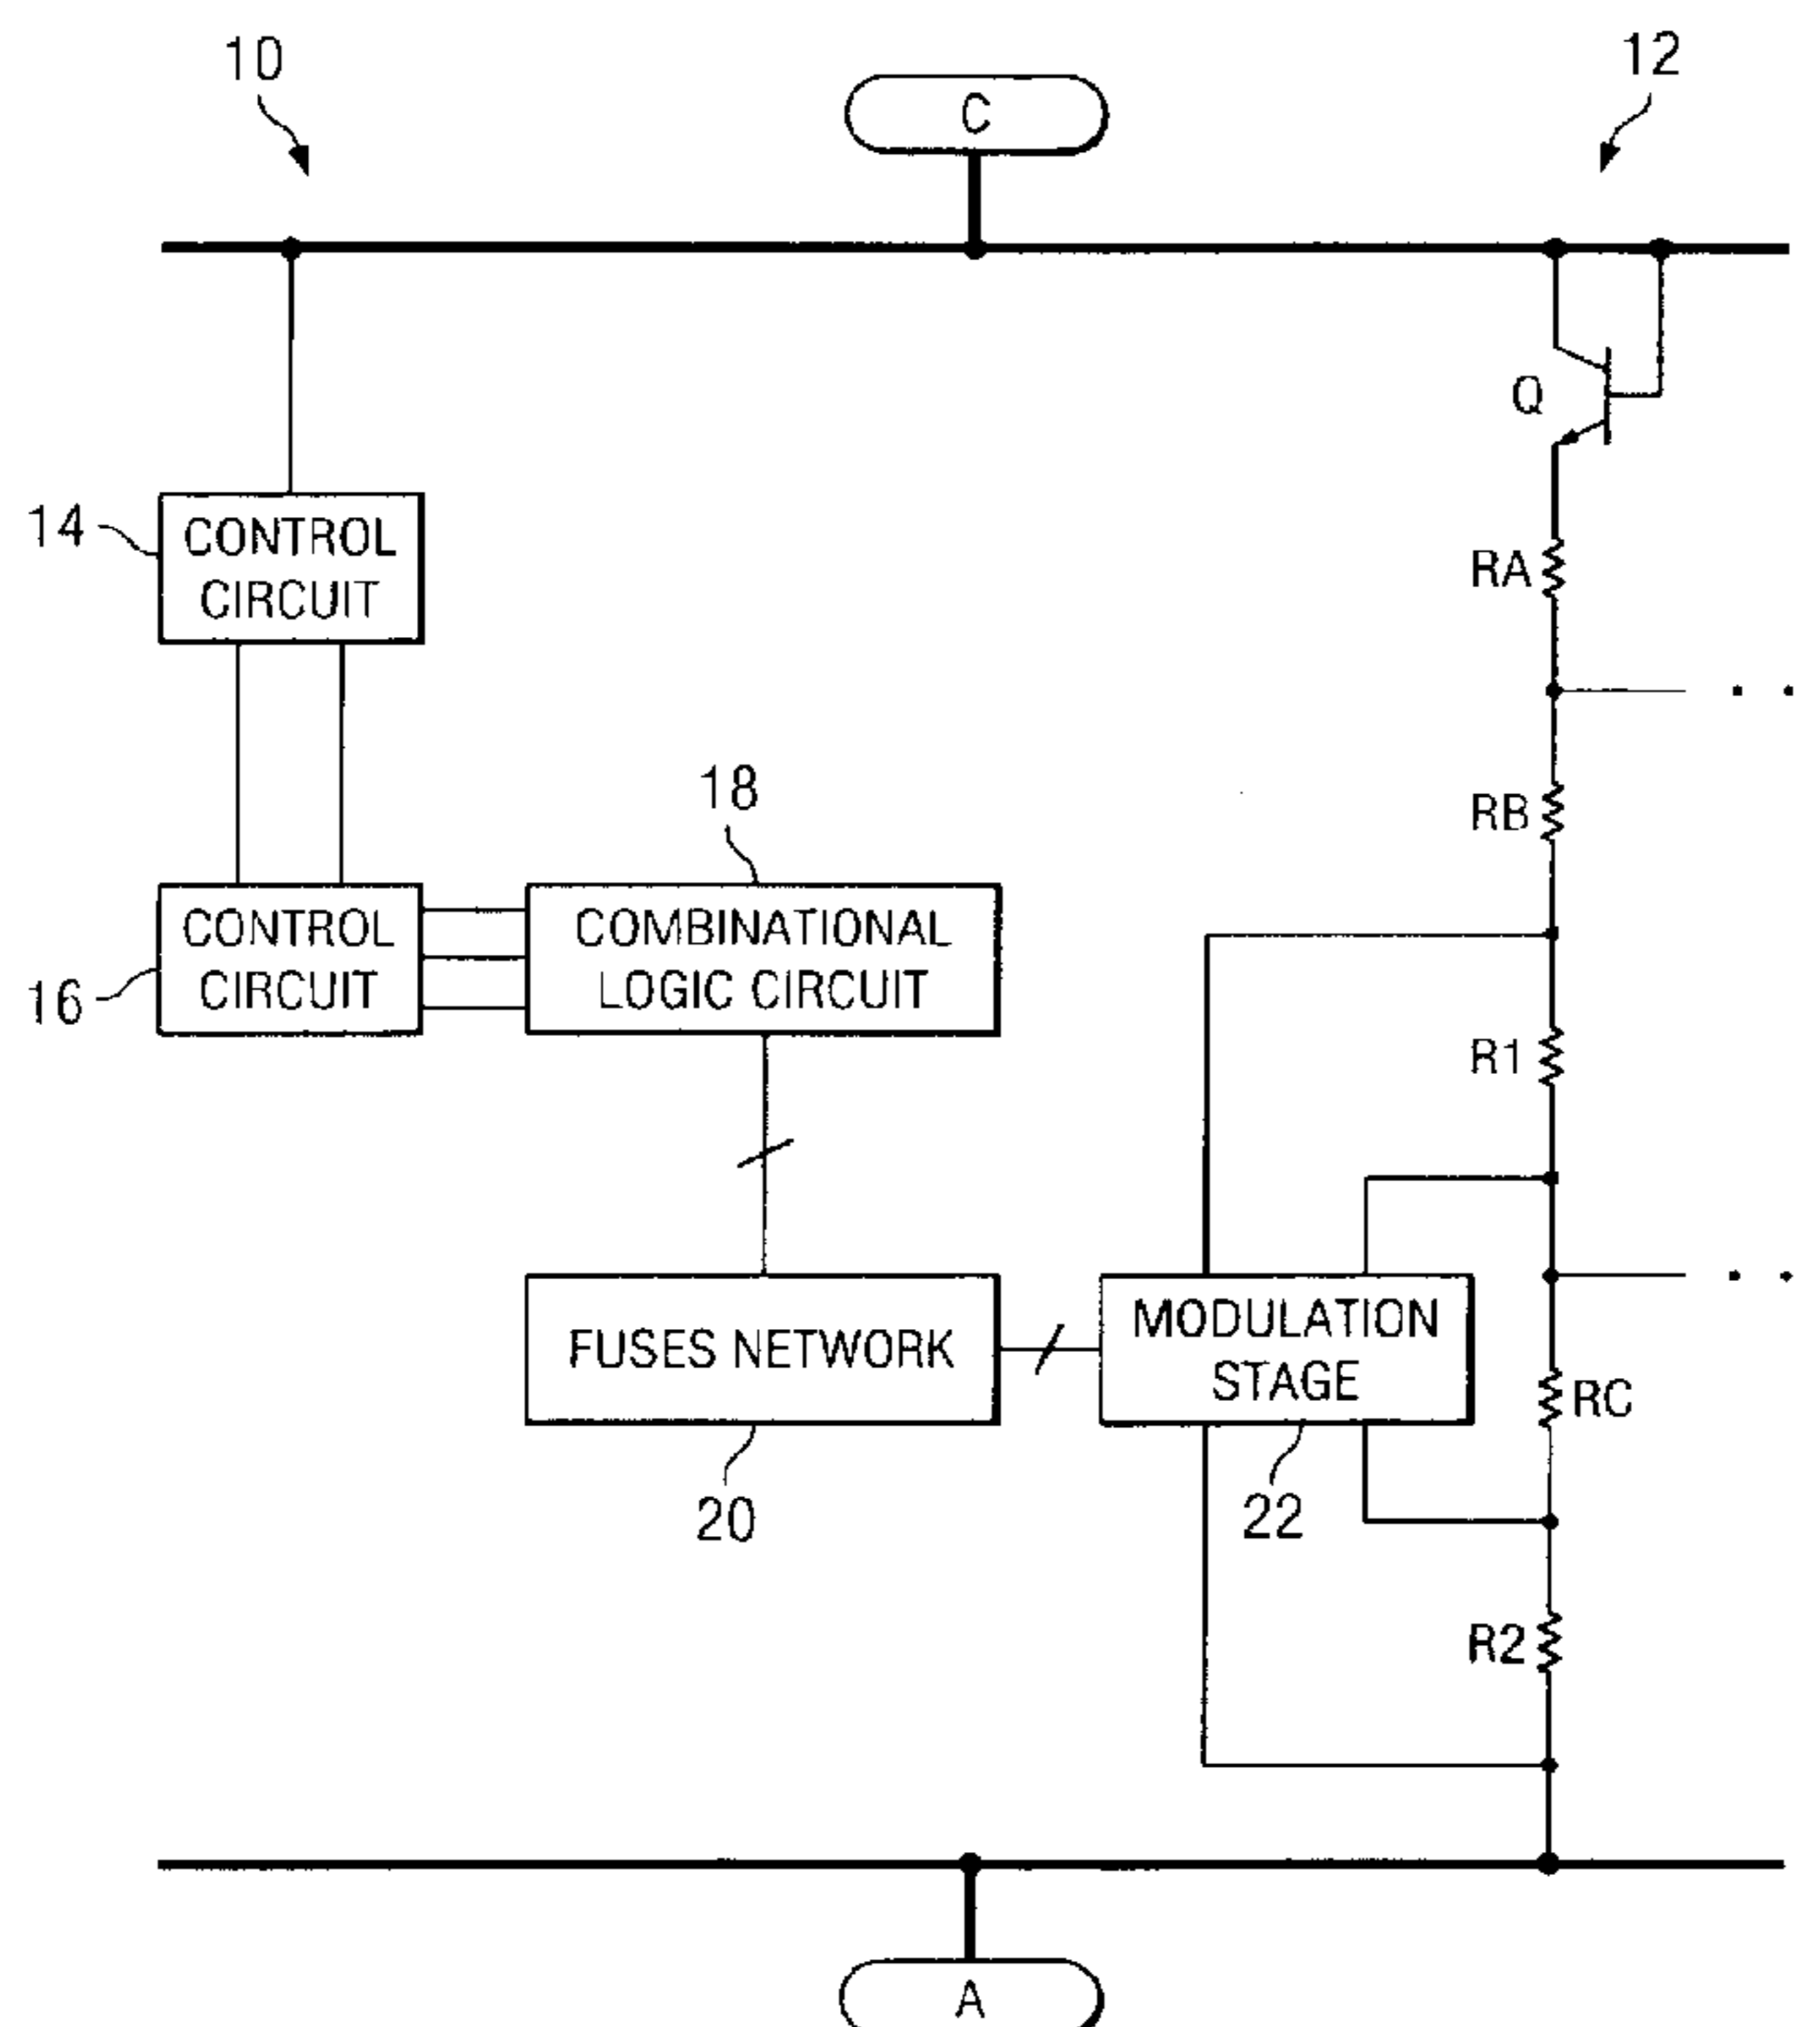 10
12
C
Q
14
CONTROL
CIRCUIT
RA
18
RB
CONTROL
CIRCUIT
COMBINATIONAL
LOGIC CIRCUIT
16
R1
FUSES NETWORK
MODULATION
STAGE
RC
20
22
R2
A